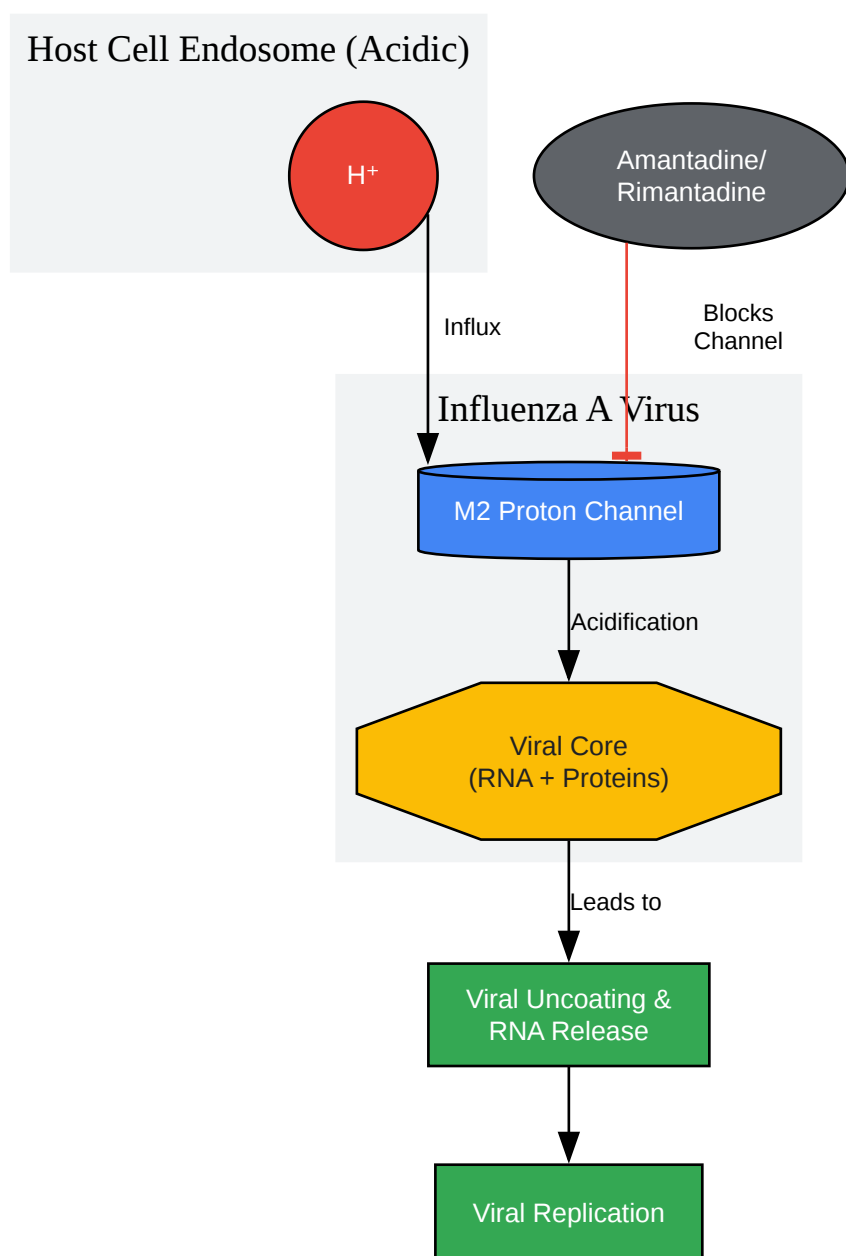 Host Cell Endosome (Acidic)
H⁺
Amantadine/
Rimantadine
Influx
Blocks
Channel
Influenza A Virus
M2 Proton Channel
Acidification
Viral Core
(RNA + Proteins)
Leads to
Viral Uncoating &
RNA Release
Viral Replication